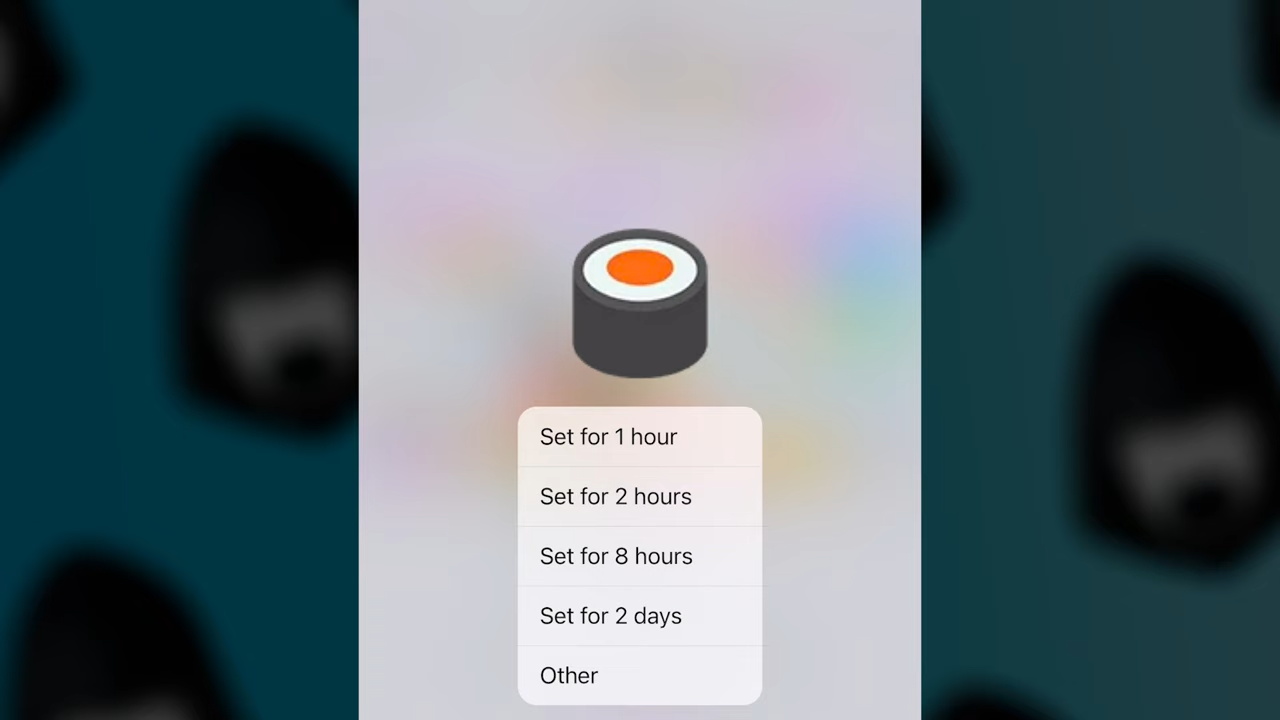 Set for 1 hour
Set for 2 hours
Set for 8 hours
Set for 2 days
Other